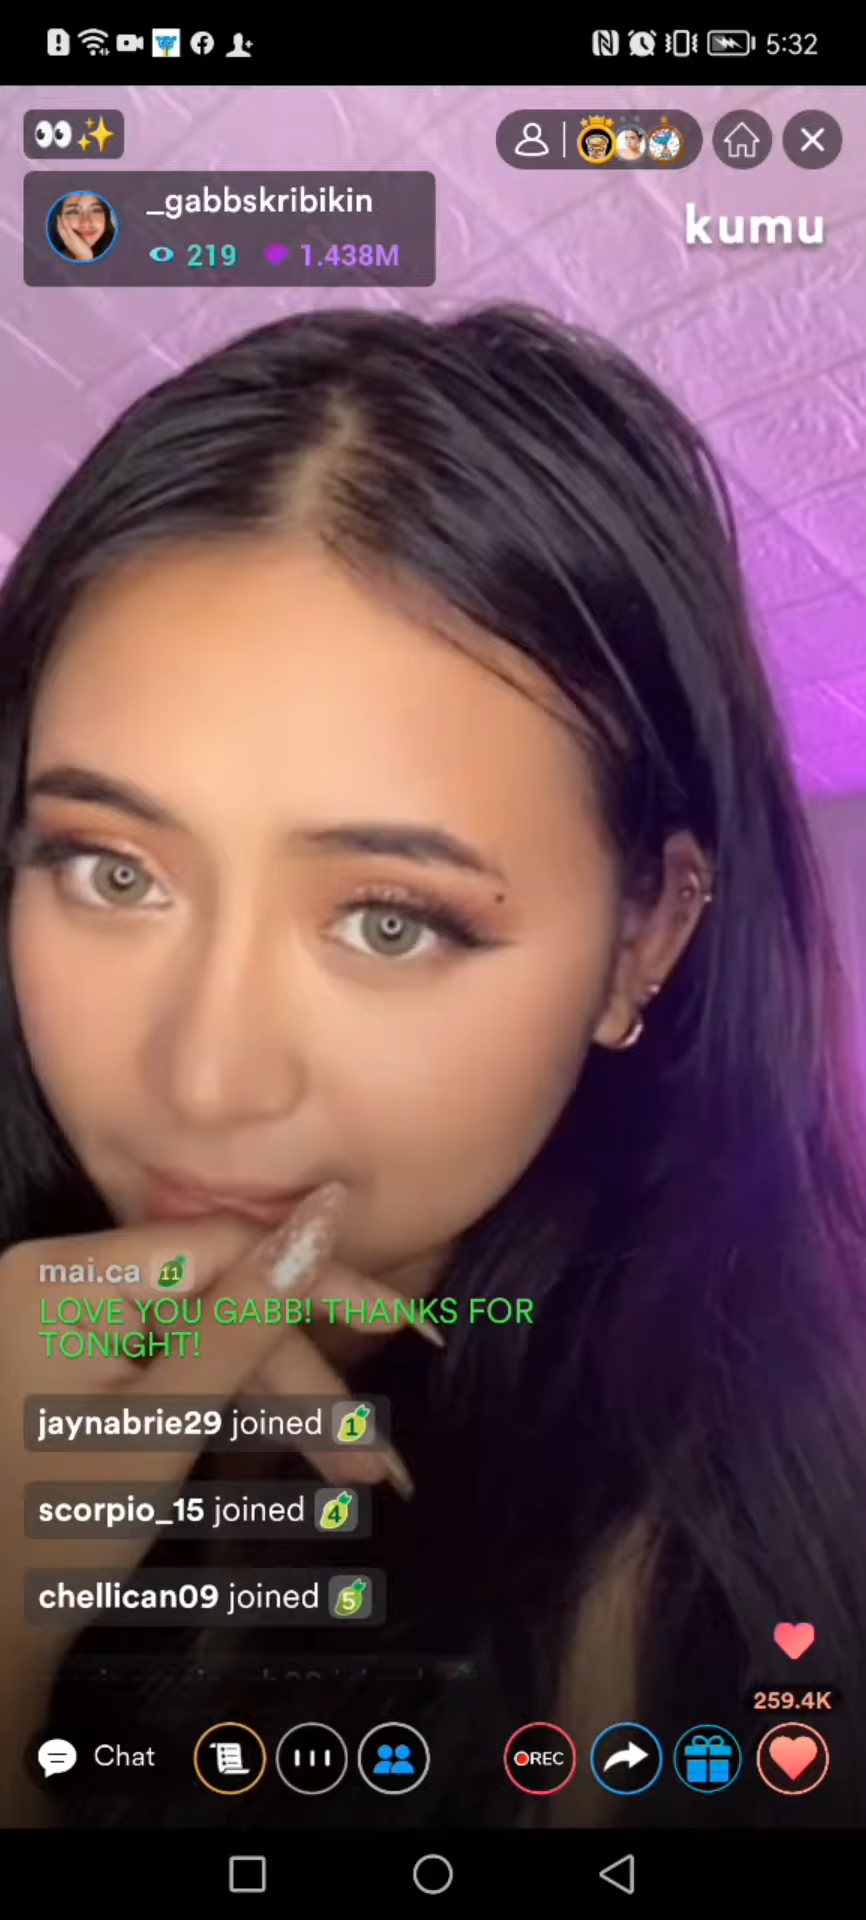 5:32
_gabbskribikin
219 1.438M
kumu
mai.ca 11
LOVE YOU GABB! THANKS FOR
TONIGHT!
jaynabrie29 joined 1
scorpio_15 joined 4
chellican09 joined 5
259.4K
Chat
REC